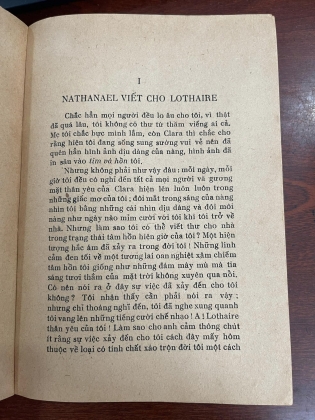 I
NATHANAEL VIẾT CHO LOTHAIRE
Chắc hẳn mọi người đều lo âu cho tôi, vì thật
đã quá lâu, tôi không có thư từ thăm viếng ai cả.
Mẹ tôi chắc bực mình lắm, còn Clara thì chắc cho
rằng hiện tôi đang sống sung sướng vui vẻ nên đã
quên hẳn hình ảnh dịu dàng của nàng, hình ảnh đã
in sâu vào tim và hồn tôi.
Nhưng không phải như vậy đâu : mỗi ngày, mỗi
giờ tôi đều có nghĩ đến tất cả mọi người và gương
mặt thân yêu của Clara hiện lên luôn luôn trong
những giấc mơ của tôi ; đôi mắt trong sáng của nàng
nhìn tôi bằng những cái nhìn dịu dàng và đôi môi
nàng như ngày nào mỉm cười với tôi khi tôi trở về
nhà. Nhưng làm sao tôi có thể viết thư cho nhà
trong trạng thái tâm hồn hiện giờ của tôi ? Một hiện
tượng hắc ám đã xảy ra trong đời tôi ! Những linh
cảm đen tối về một tương lai oan nghiệt xâm chiếm
tâm hồn tôi giống như những đám mây mù mà tia
sáng tươi thắm của mặt trời không xuyên qua nổi.
Có nên nói ra ở đây sự việc đã xảy đến cho tôi
không ? Tôi nhận thấy cần phải nói ra vậy ;
nhưng chỉ thoáng nghĩ đến, tôi đã nghe xung quanh
tôi vang lên những tiếng cười chế nhạo ! A ! Lothaire
thân yêu của tôi ! Làm sao cho anh cảm thông chút
ít rằng sự việc xảy đến cho tôi cách đây mấy hôm
thuộc về loại có tính chất xáo trộn đời tôi một cách